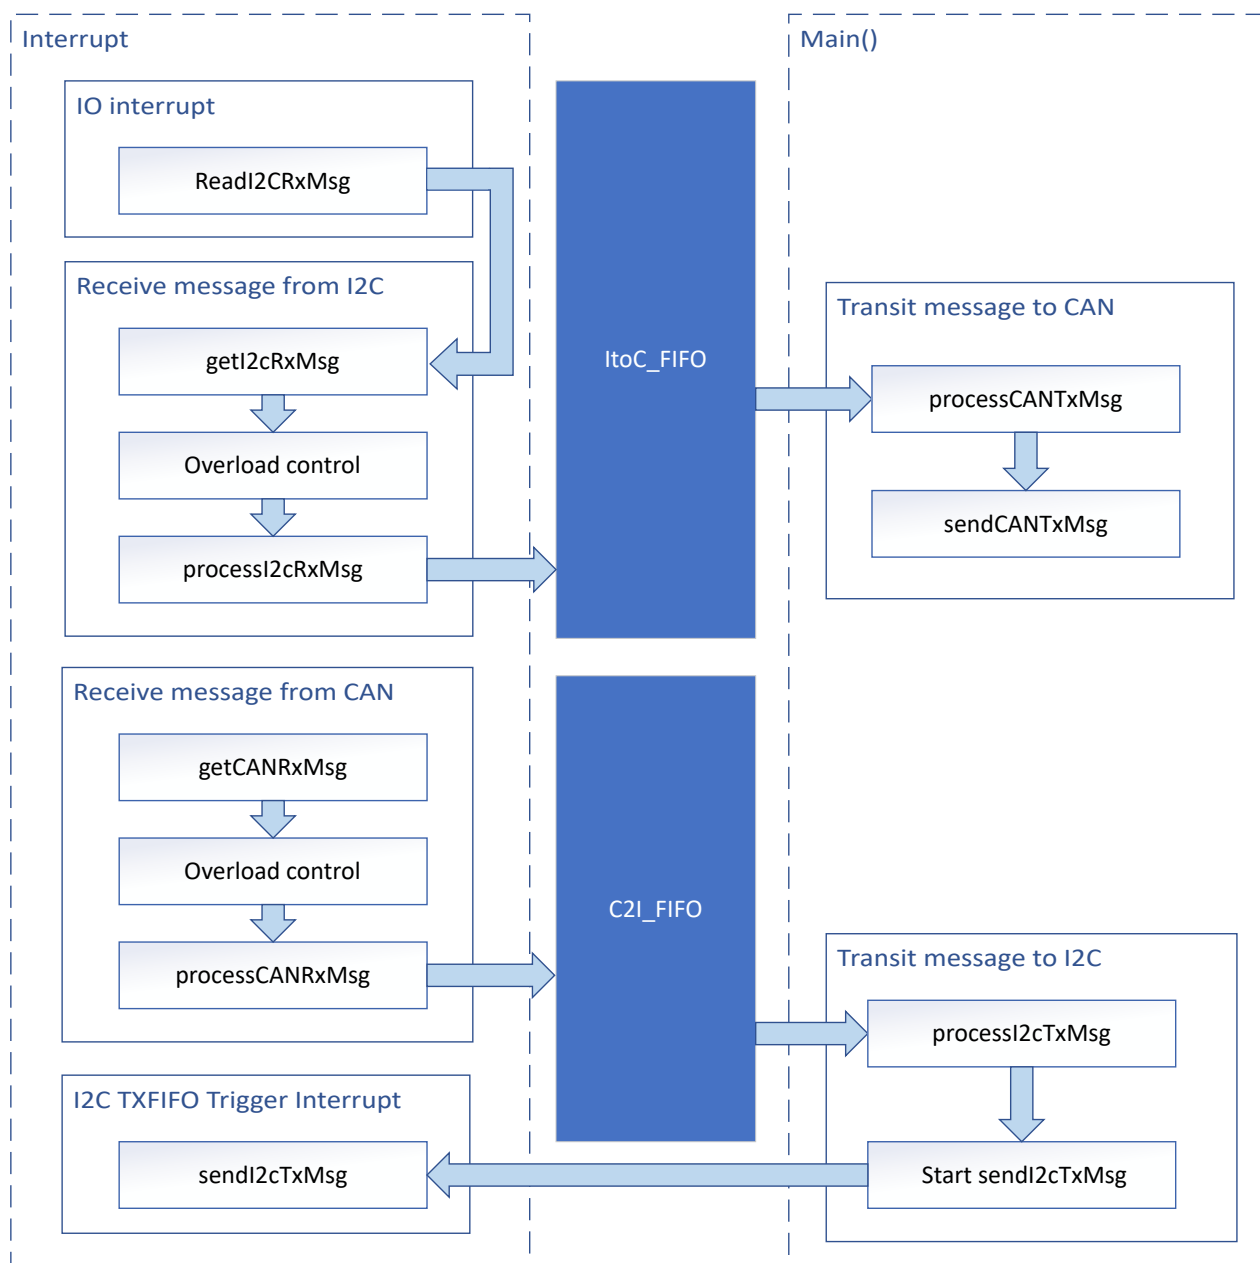 Interrupt
IO interrupt
ReadI2CRxMsg
Receive message from I2C
getI2cRxMsg
Overload control
processI2cRxMsg
Receive message from CAN
getCANRxMsg
Overload control
processCANRxMsg
I2C TXFIFO Trigger Interrupt
sendI2cTxMsg
ItoC_FIFO
C2I_FIFO
Main()
Transit message to CAN
processCANTxMsg
sendCANTxMsg
Transit message to I2C
processI2cTxMsg
Start sendI2cTxMsg